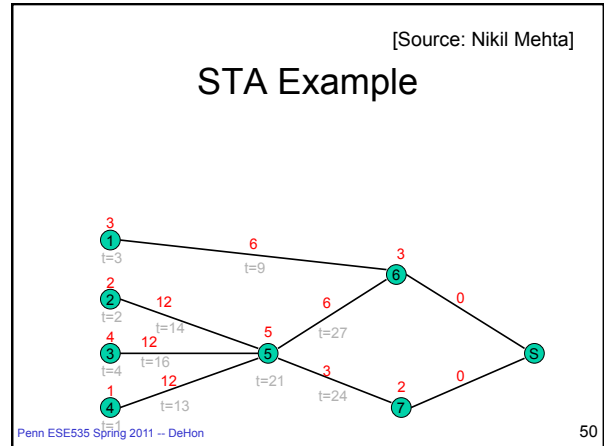 [Source: Nikil Mehta]
STA Example
3
1
t=3
6
t=9
3
6
2
2
t=2
12
t=14
6
t=27
0
4
3
t=4
12
t=16
5
5
t=21
S
1
4
t=1
12
t=13
3
t=24
2
7
0
Penn ESE535 Spring 2011 -- DeHon
50